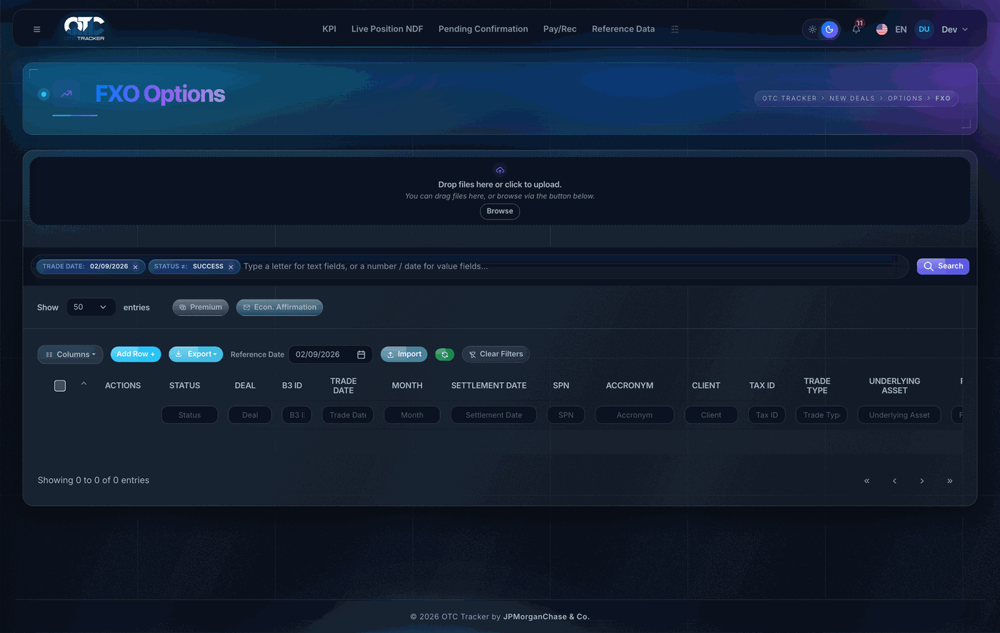 OTC
TRACKER
KPI
Live Position NDF
Pending Confirmation
Pay/Rec
Reference Data
11
EN
DU
Dev
FXO Options
OTC TRACKER > NEW DEALS > OPTIONS > FXO
Drop files here or click to upload.
You can drag files here, or browse via the button below.
Browse
TRADE DATE: 02/09/2026 ×
STATUS ≠: SUCCESS ×
Type a letter for text fields, or a number / date for value fields...
Search
Show 50 entries
Premium
Econ. Affirmation
Columns
Add Row +
Export
Reference Date 02/09/2026
Import
Clear Filters
ACTIONS
STATUS
DEAL
B3 ID
TRADE DATE
MONTH
SETTLEMENT DATE
SPN
ACCRONYM
CLIENT
TAX ID
TRADE TYPE
UNDERLYING ASSET
F
Status
Deal
B3 I
Trade Date
Month
Settlement Date
SPN
Accronym
Client
Tax ID
Trade Type
Underlying Asset
F
Showing 0 to 0 of 0 entries
« ‹ › »
© 2026 OTC Tracker by JPMorganChase & Co.